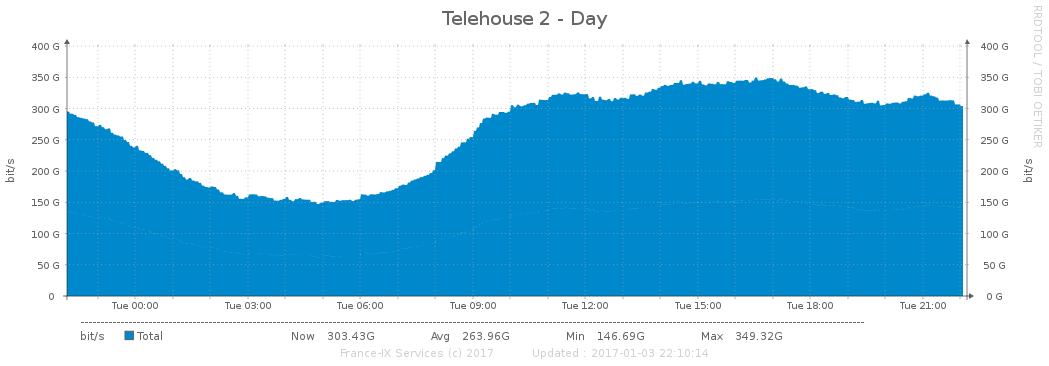 Telehouse 2 - Day
RRDTOOL / TOBI OETIKER
bit/s
400 G 400 G
350 G 350 G
300 G 300 G
250 G 250 G
200 G 200 G
150 G 150 G
100 G 100 G
50 G 50 G
0 0 G
bit/s
Tue 00:00 Tue 03:00 Tue 06:00 Tue 09:00 Tue 12:00 Tue 15:00 Tue 18:00 Tue 21:00
bit/s Total Now 303.43G Avg 263.96G Min 146.69G Max 349.32G
France-IX Services (c) 2017 Updated : 2017-01-03 22:10:14